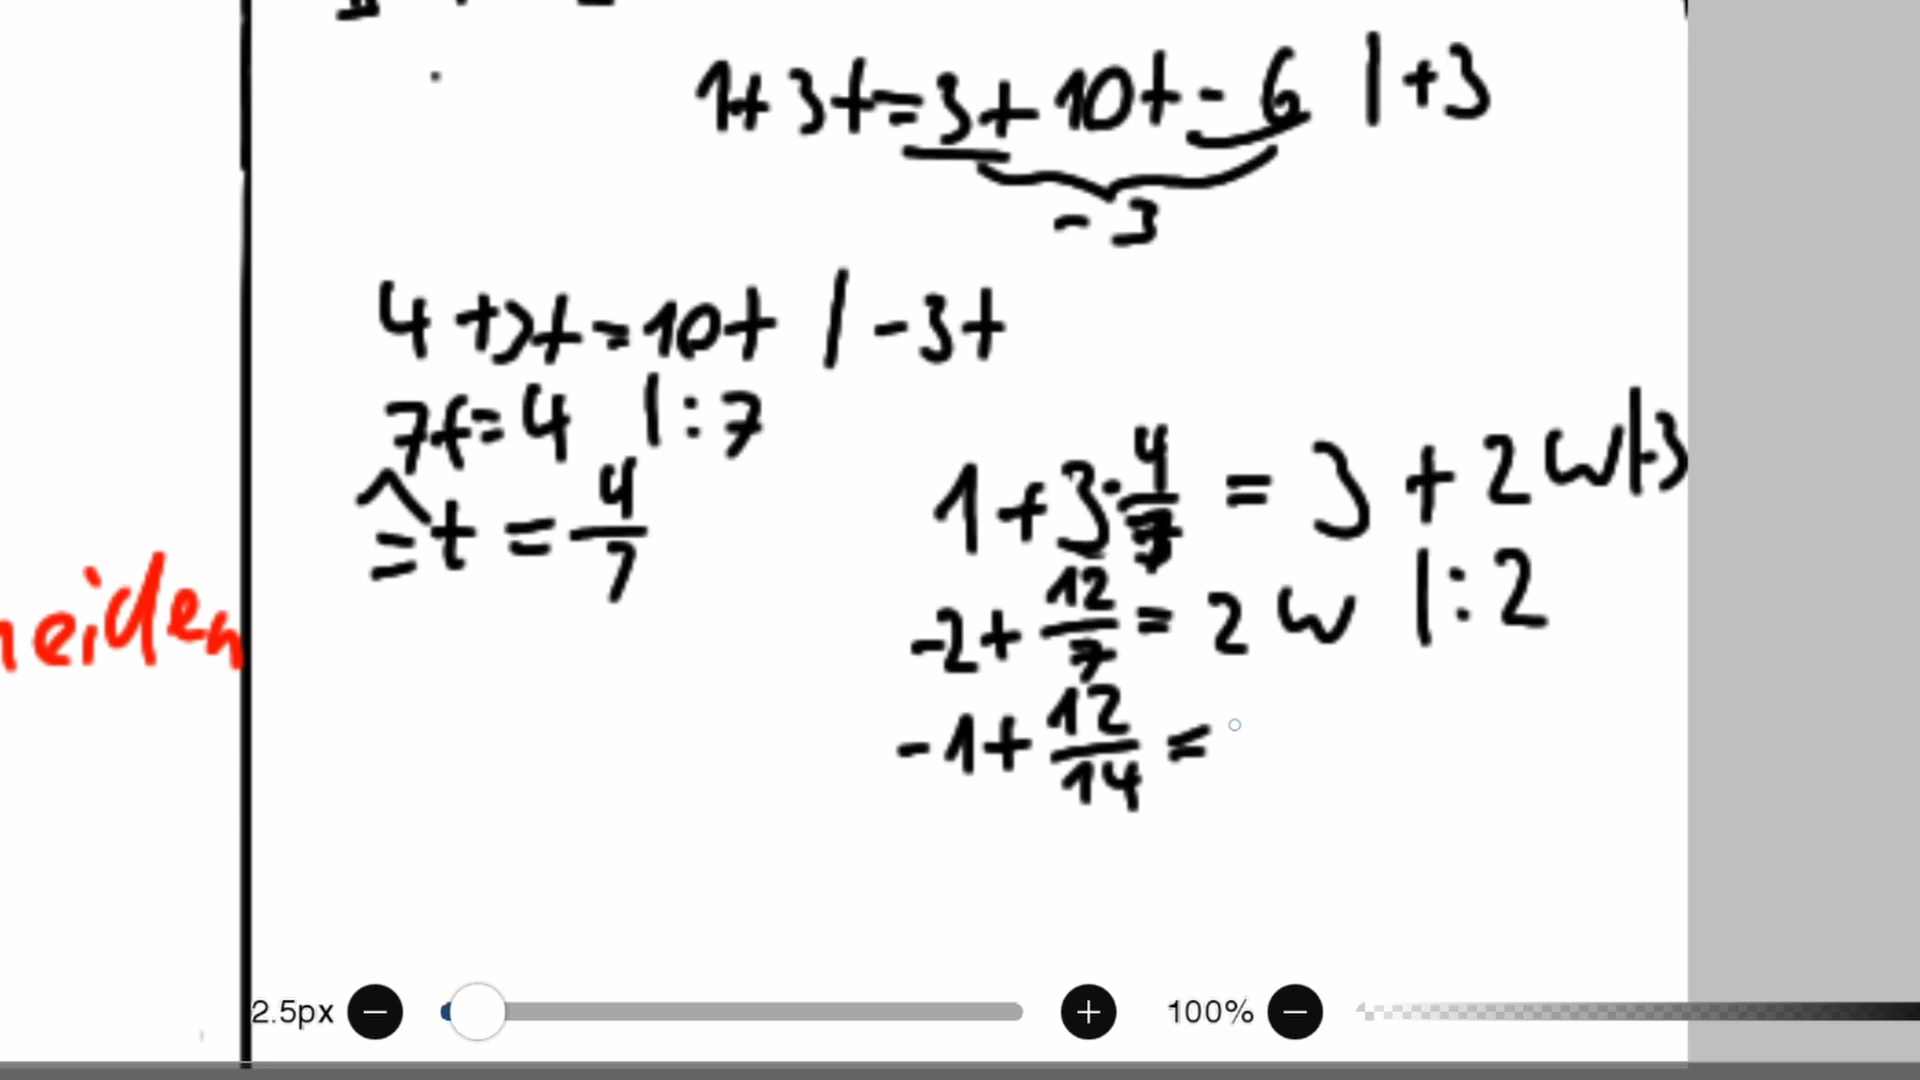 1+3t=3+10t-6 |+3
-3
4+3t=10t |-3t
7t=4 |:7
≙t=4/7
1+3·4/7=3+2w|-3
-2+12/7=2w |:2
-1+12/14=
neiden
2.5px 100%